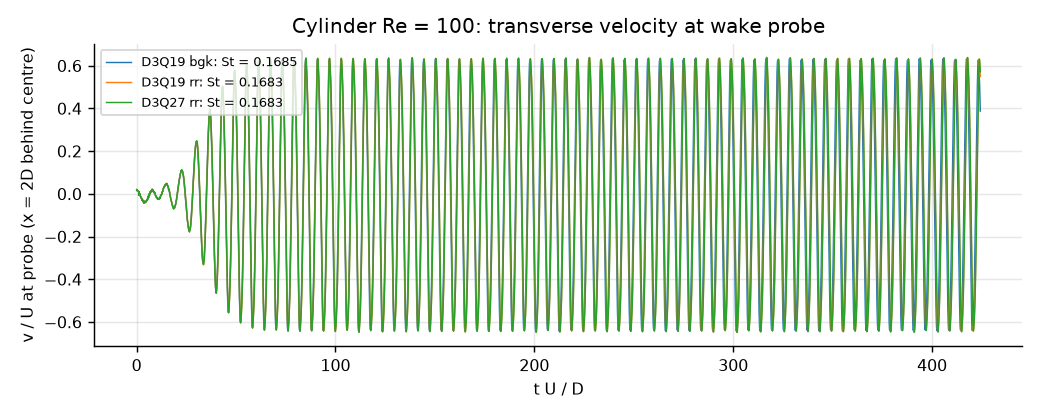 Cylinder Re = 100: transverse velocity at wake probe
v / U at probe (x = 2D behind centre)
0.6
0.4
0.2
0.0
−0.2
−0.4
−0.6
D3Q19 bgk: St = 0.1685
D3Q19 rr: St = 0.1683
D3Q27 rr: St = 0.1683
0
100
200
300
400
t U / D